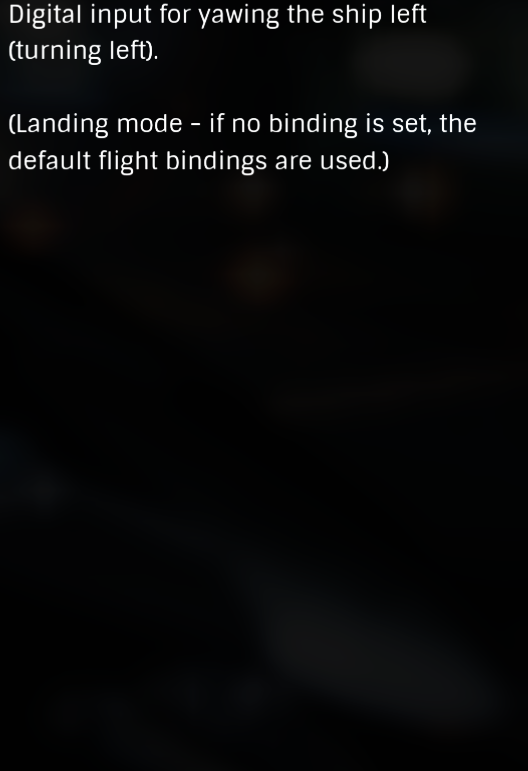 Digital input for yawing the ship left
(turning left).
(Landing mode - if no binding is set, the
default flight bindings are used.)